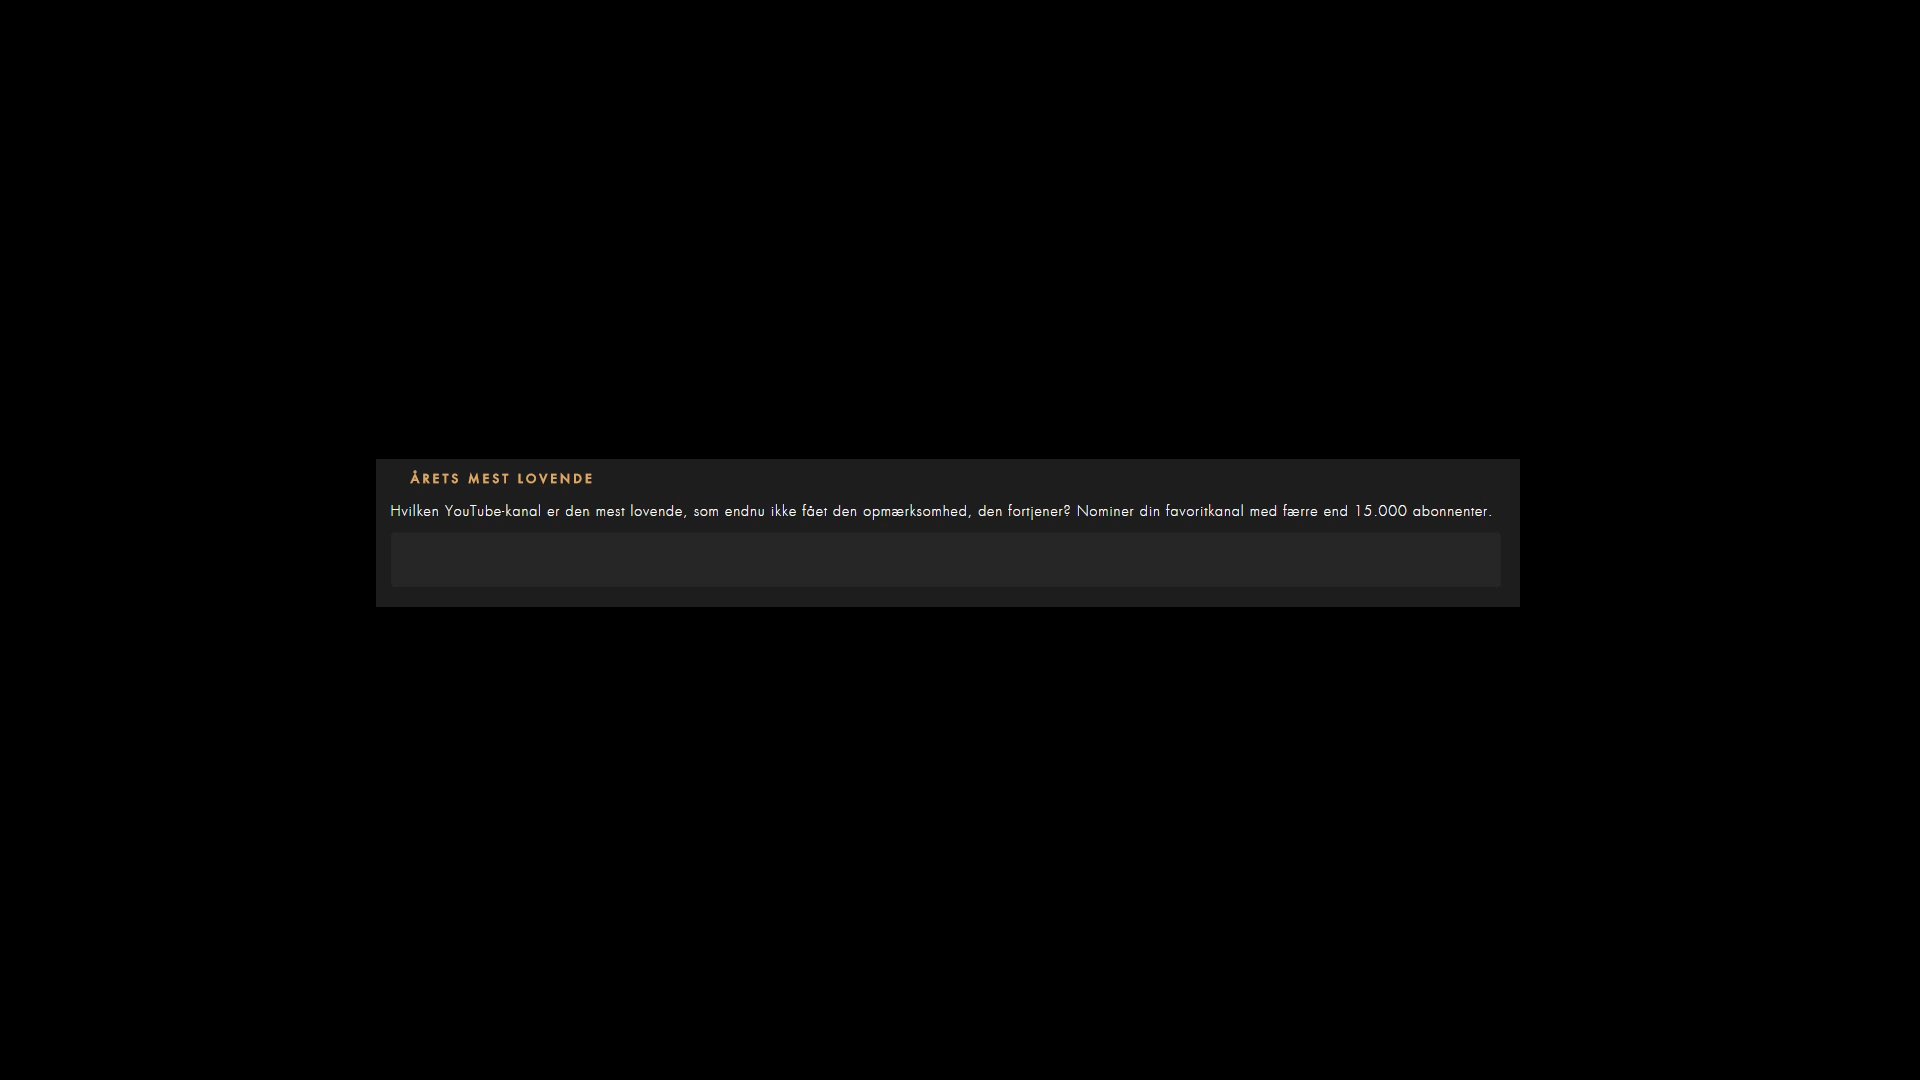 ÅRETS MEST LOVENDE
Hvilken YouTube-kanal er den mest lovende, som endnu ikke fået den opmærksomhed, den fortjener? Nominer din favoritkanal med færre end 15.000 abonnenter.